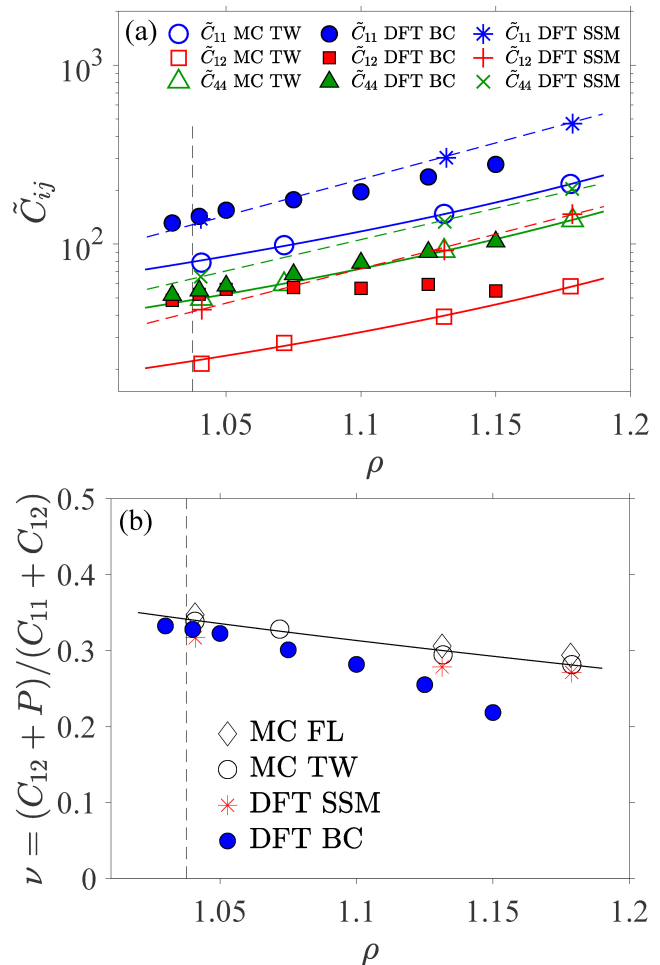 (a)
C̃₁₁ MC TW C̃₁₁ DFT BC C̃₁₁ DFT SSM
C̃₁₂ MC TW C̃₁₂ DFT BC C̃₁₂ DFT SSM
C̃₄₄ MC TW C̃₄₄ DFT BC C̃₄₄ DFT SSM
10³
10²
C̃ᵢⱼ
1.05 1.1 1.15 1.2
ρ
(b)
0.5
0.4
0.3
0.2
0.1
0
ν = (C₁₂ + P)/(C₁₁ + C₁₂)
MC FL
MC TW
DFT SSM
DFT BC
1.05 1.1 1.15 1.2
ρ